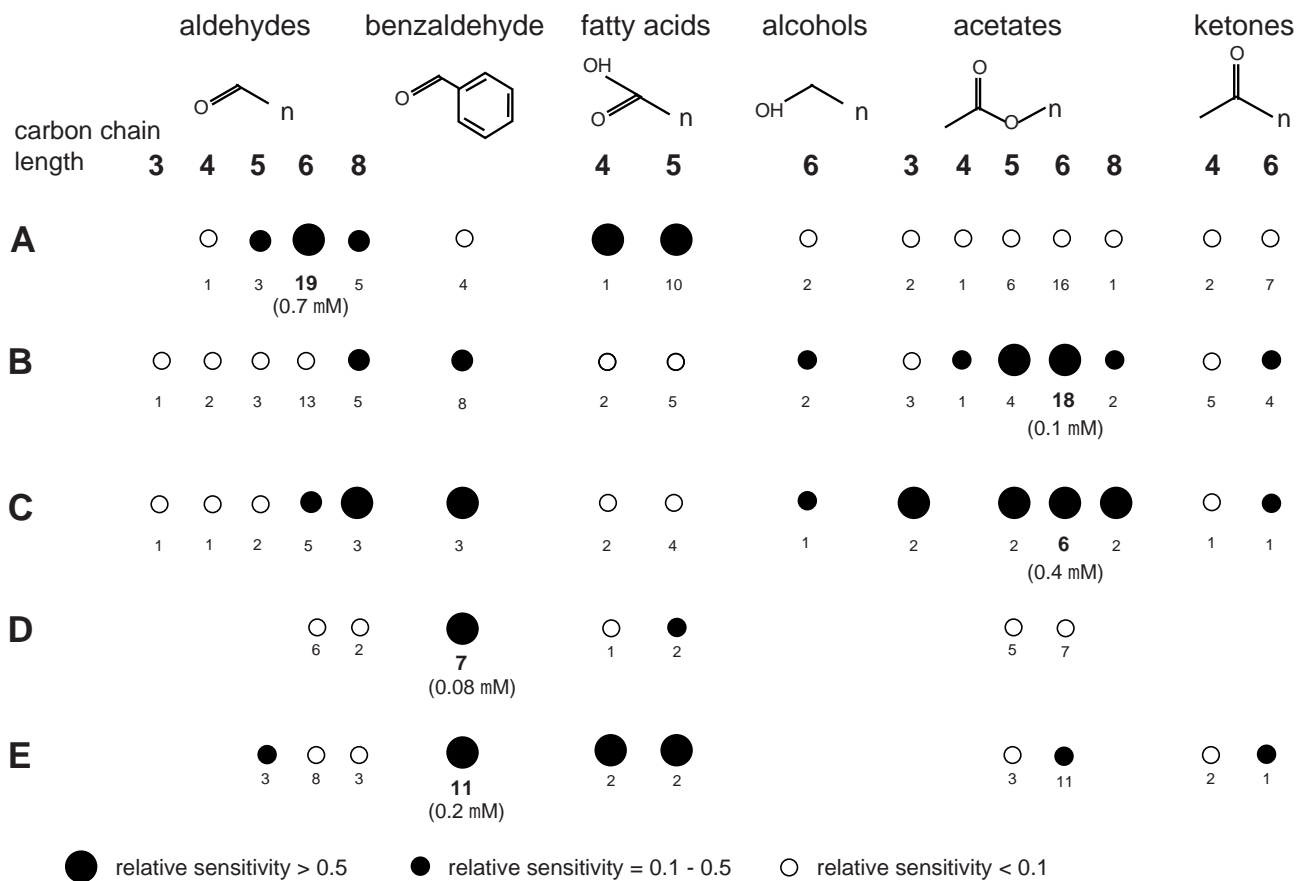 aldehydes benzaldehyde fatty acids alcohols acetates ketones
O n O OH O n OH n O O n O n
carbon chain
length 3 4 5 6 8 4 5 6 3 4 5 6 8 4 6
A
1 3 19 5 4 1 10 2 2 1 6 16 1 2 7
(0.7 mM)
B
1 2 3 13 5 8 2 5 2 3 1 4 18 2 5 4
(0.1 mM)
C
1 1 2 5 3 3 2 4 1 2 2 6 2 1 1
(0.4 mM)
D
6 2 7 1 2 5 7
(0.08 mM)
E
3 8 3 11 2 2 3 11 2 1
(0.2 mM)
relative sensitivity > 0.5 relative sensitivity = 0.1 - 0.5 relative sensitivity < 0.1